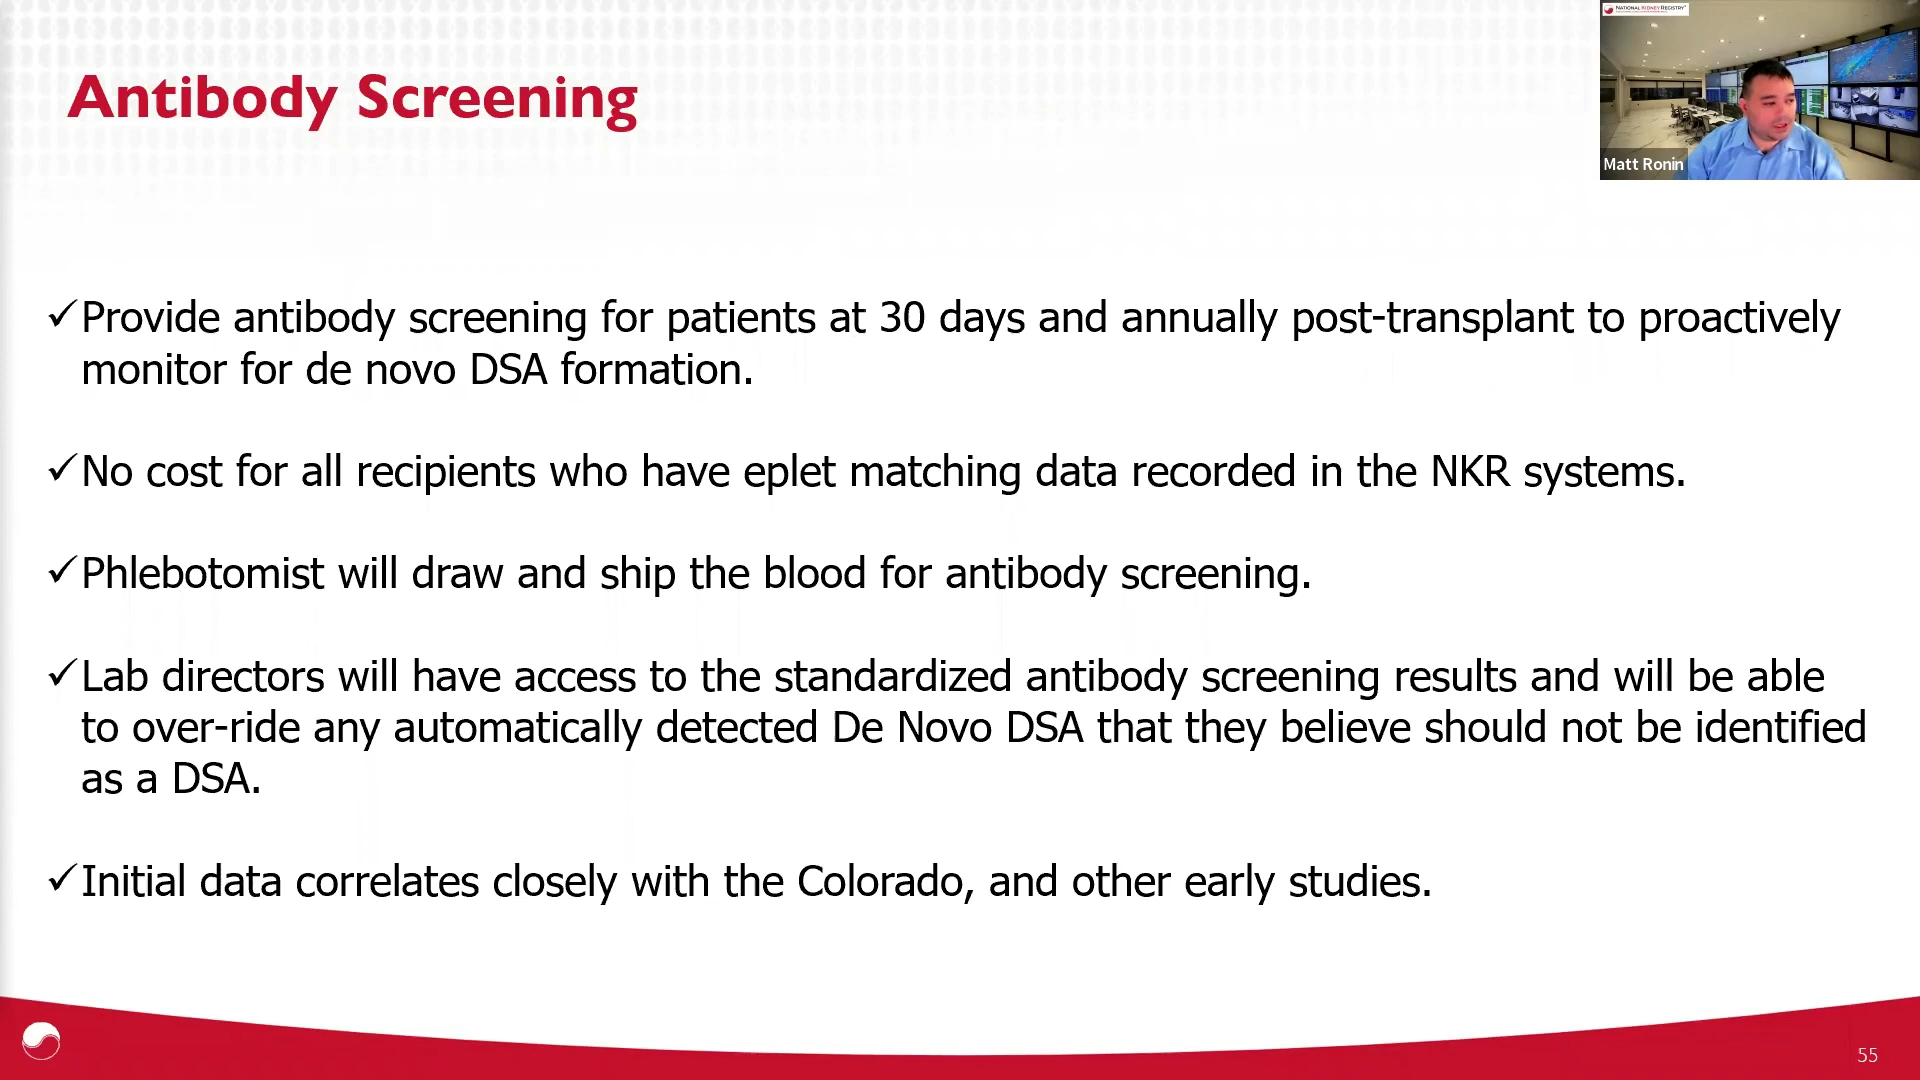 Antibody Screening
NATIONAL KIDNEY REGISTRY
Matt Ronin
✓Provide antibody screening for patients at 30 days and annually post-transplant to proactively
monitor for de novo DSA formation.
✓No cost for all recipients who have eplet matching data recorded in the NKR systems.
✓Phlebotomist will draw and ship the blood for antibody screening.
✓Lab directors will have access to the standardized antibody screening results and will be able
to over-ride any automatically detected De Novo DSA that they believe should not be identified
as a DSA.
✓Initial data correlates closely with the Colorado, and other early studies.
55